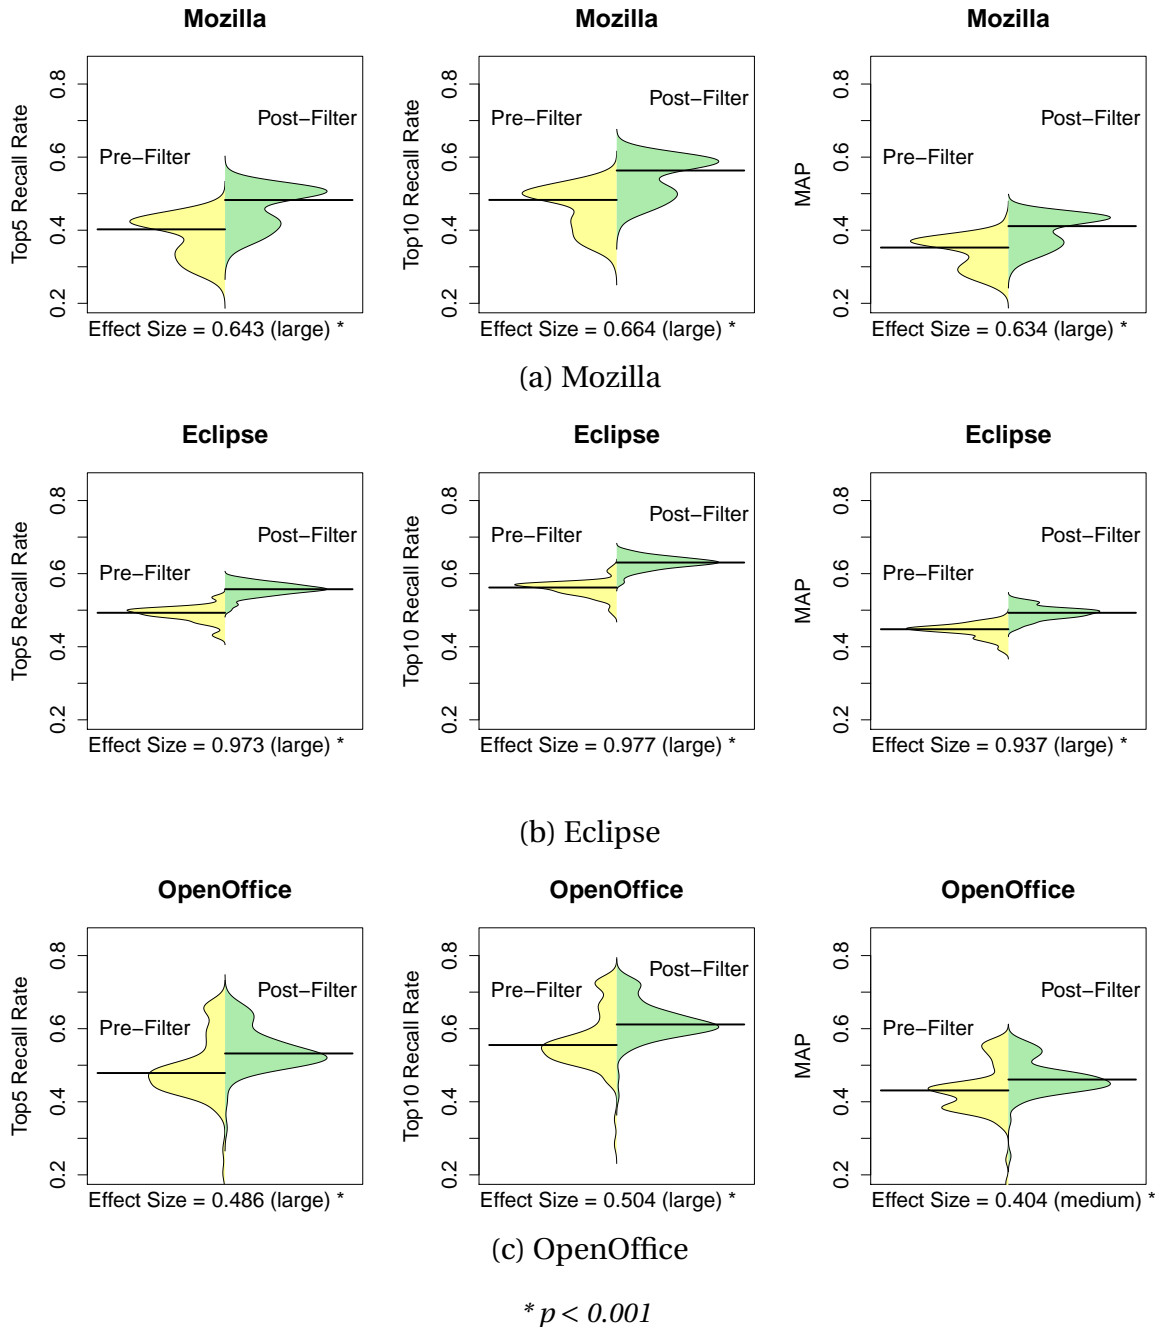 Mozilla
Mozilla
Mozilla
Top5 Recall Rate
0.2 0.4 0.6 0.8
Pre−Filter
Post−Filter
Effect Size = 0.643 (large) *
Top10 Recall Rate
0.2 0.4 0.6 0.8
Pre−Filter
Post−Filter
Effect Size = 0.664 (large) *
MAP
0.2 0.4 0.6 0.8
Pre−Filter
Post−Filter
Effect Size = 0.634 (large) *
(a) Mozilla
Eclipse
Eclipse
Eclipse
Top5 Recall Rate
0.2 0.4 0.6 0.8
Pre−Filter
Post−Filter
Effect Size = 0.973 (large) *
Top10 Recall Rate
0.2 0.4 0.6 0.8
Pre−Filter
Post−Filter
Effect Size = 0.977 (large) *
MAP
0.2 0.4 0.6 0.8
Pre−Filter
Post−Filter
Effect Size = 0.937 (large) *
(b) Eclipse
OpenOffice
OpenOffice
OpenOffice
Top5 Recall Rate
0.2 0.4 0.6 0.8
Pre−Filter
Post−Filter
Effect Size = 0.486 (large) *
Top10 Recall Rate
0.2 0.4 0.6 0.8
Pre−Filter
Post−Filter
Effect Size = 0.504 (large) *
MAP
0.2 0.4 0.6 0.8
Pre−Filter
Post−Filter
Effect Size = 0.404 (medium) *
(c) OpenOffice
* p < 0.001